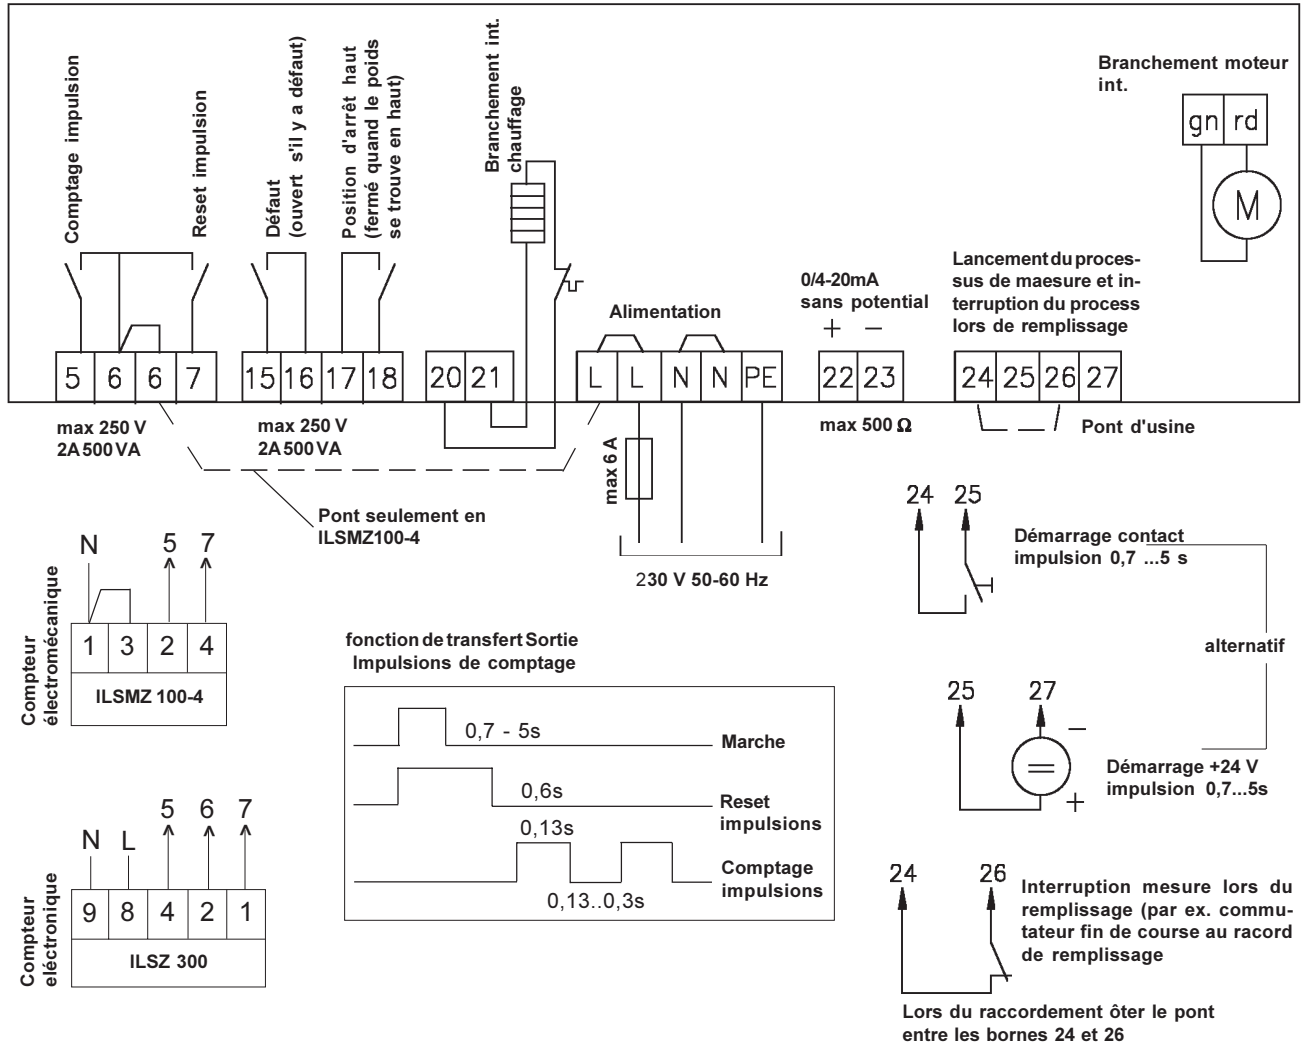 Comptage impulsion
Reset impulsion
Défaut
(ouvert s'il y a défaut)
Position d'arrêt haut
(fermé quand le poids
se trouve en haut)
Branchement int.
chauffage
Branchement moteur
int.
gn rd
M
Alimentation
0/4-20mA
sans potential
+ −
Lancement du proces-
sus de maesure et in-
terruption du process
lors de remplissage
5 6 6 7
15 16 17 18
20 21
L L N N PE
22 23
24 25 26 27
max 250 V
2A 500 VA
max 250 V
2A 500 VA
max 6 A
max 500 Ω
Pont d'usine
Pont seulement en
ILSMZ100-4
230 V 50-60 Hz
24 25
Démarrage contact
impulsion 0,7 ...5 s
alternatif
25 27
−
+
Démarrage +24 V
impulsion 0,7...5s
24 26
Interruption mesure lors du
remplissage (par ex. commu-
tateur fin de course au racord
de remplissage
Lors du raccordement ôter le pont
entre les bornes 24 et 26
N 5 7
1 3 2 4
ILSMZ 100-4
Compteur
électromécanique
5 6 7
N L
9 8 4 2 1
ILSZ 300
Compteur
eléctronique
fonction de transfert Sortie
Impulsions de comptage
0,7 - 5s
Marche
0,6s
Reset
impulsions
0,13s
Comptage
impulsions
0,13..0,3s